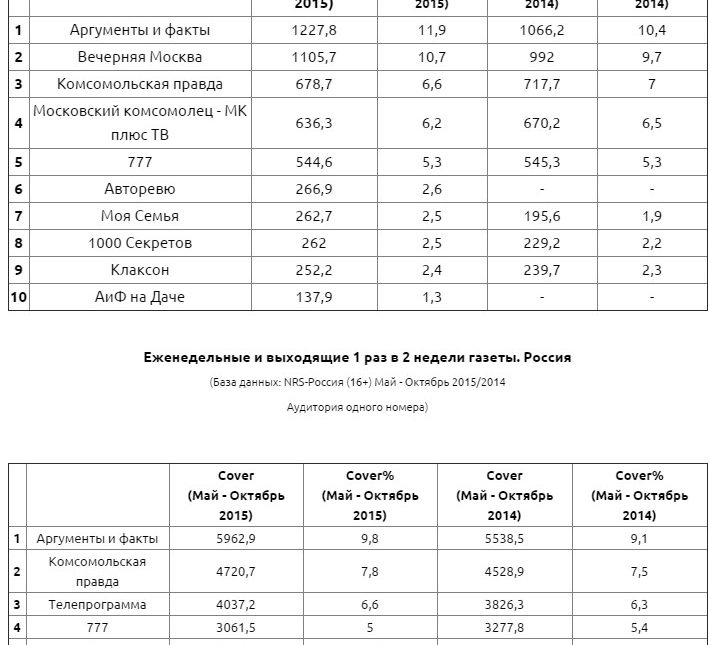 2015) 2015) 2014) 2014)
1 Аргументы и факты 1227,8 11,9 1066,2 10,4
2 Вечерняя Москва 1105,7 10,7 992 9,7
3 Комсомольская правда 678,7 6,6 717,7 7
4 Московский комсомолец - МК
плюс ТВ 636,3 6,2 670,2 6,5
5 777 544,6 5,3 545,3 5,3
6 Авторевю 266,9 2,6 - -
7 Моя Семья 262,7 2,5 195,6 1,9
8 1000 Секретов 262 2,5 229,2 2,2
9 Клаксон 252,2 2,4 239,7 2,3
10 АиФ на Даче 137,9 1,3 - -
Еженедельные и выходящие 1 раз в 2 недели газеты. Россия
(База данных: NRS-Россия (16+) Май - Октябрь 2015/2014
Аудитория одного номера)
Cover Cover% Cover Cover%
(Май - Октябрь (Май - Октябрь (Май - Октябрь (Май - Октябрь
2015) 2015) 2014) 2014)
1 Аргументы и факты 5962,9 9,8 5538,5 9,1
2 Комсомольская
правда 4720,7 7,8 4528,9 7,5
3 Телепрограмма 4037,2 6,6 3826,3 6,3
4 777 3061,5 5 3277,8 5,4